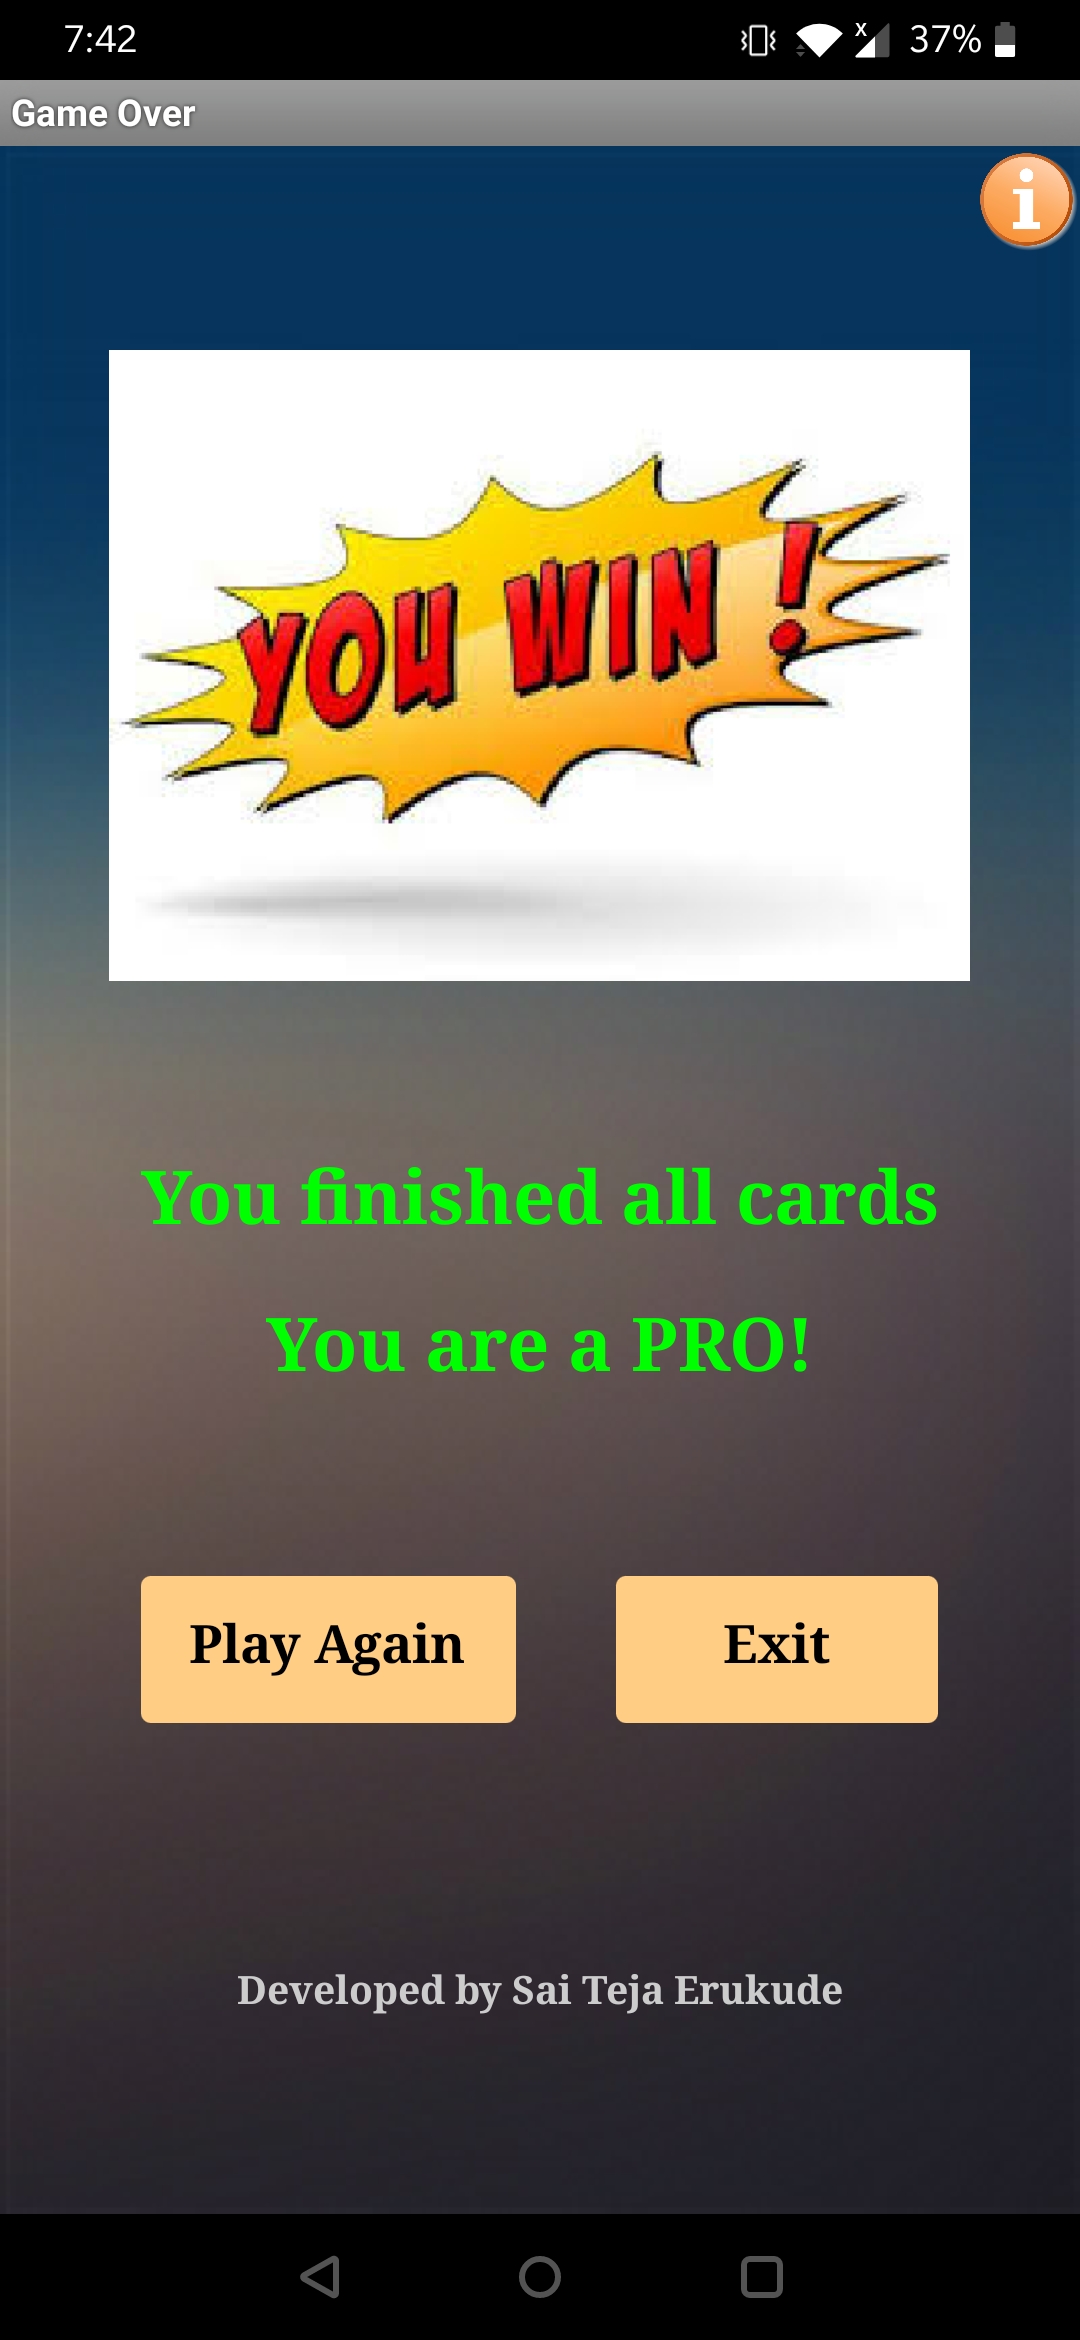 7:42
37%
Game Over
i
YOU WIN !
You finished all cards
You are a PRO!
Play Again
Exit
Developed by Sai Teja Erukude